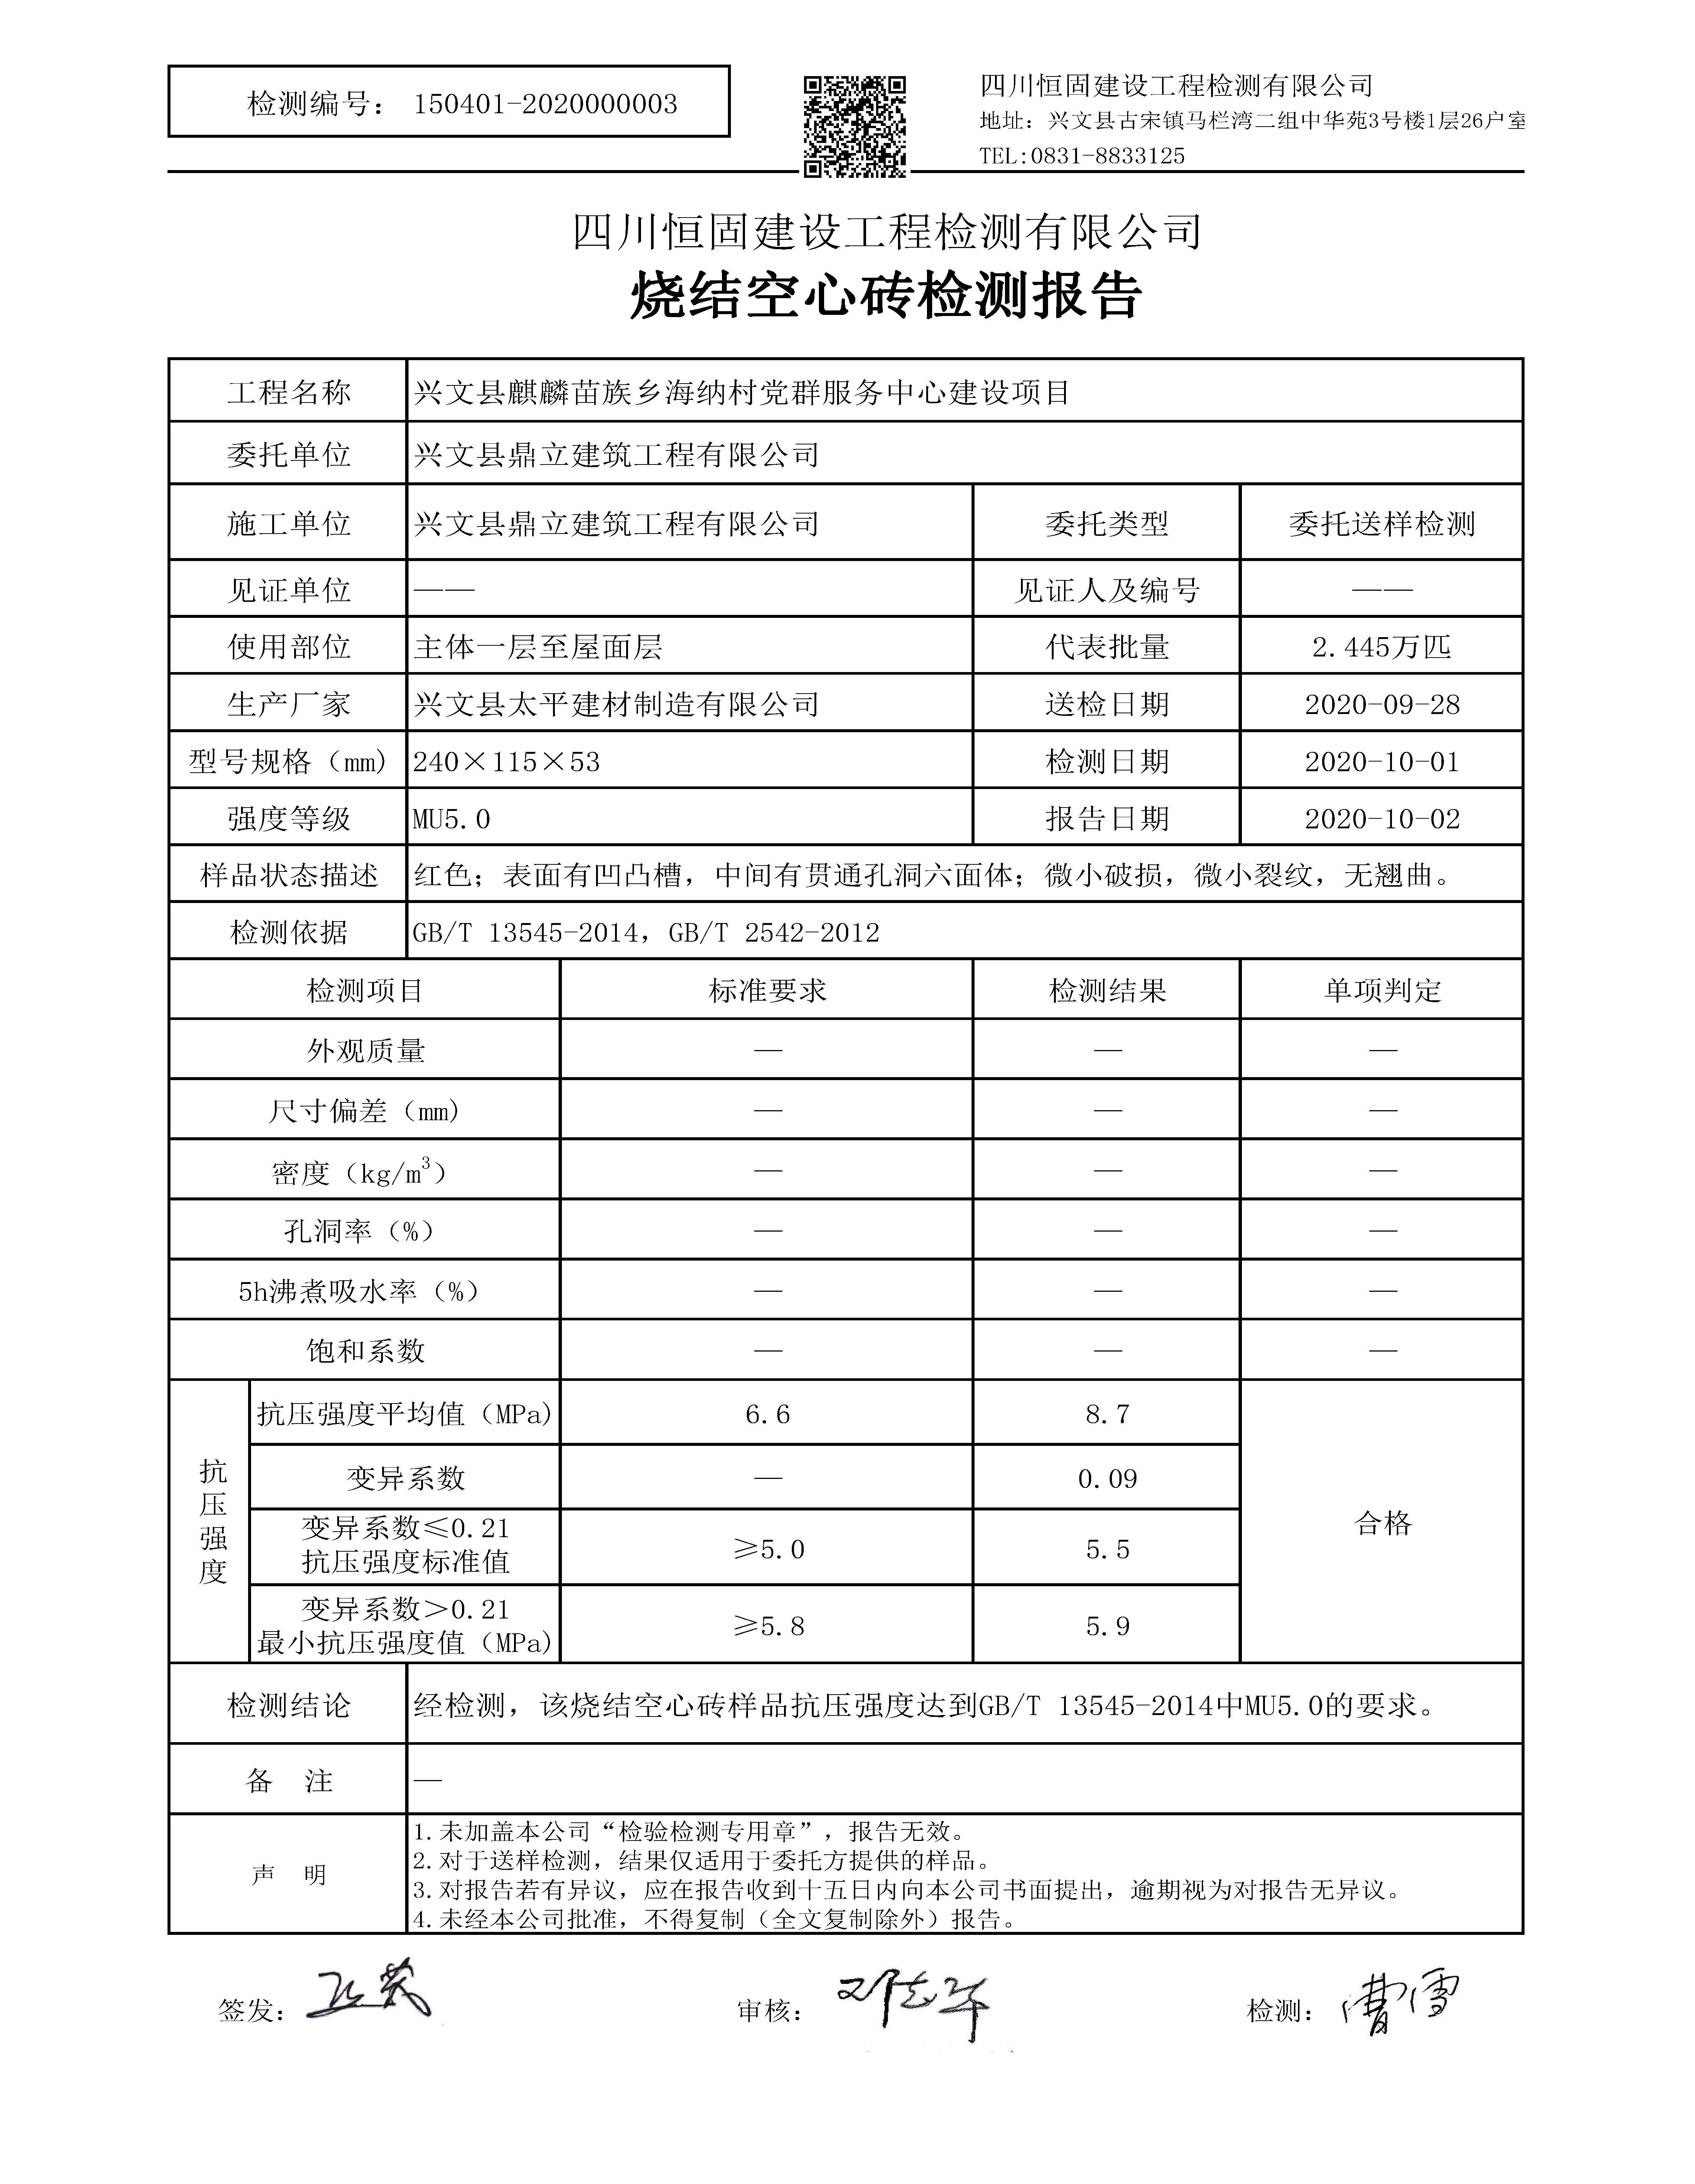 检测编号： 150401-2020000003
四川恒固建设工程检测有限公司
地址：兴文县古宋镇马栏湾二组中华苑3号楼1层26户室
TEL:0831-8833125
四川恒固建设工程检测有限公司
烧结空心砖检测报告
工程名称 兴文县麒麟苗族乡海纳村党群服务中心建设项目
委托单位 兴文县鼎立建筑工程有限公司
施工单位 兴文县鼎立建筑工程有限公司 委托类型 委托送样检测
见证单位 —— 见证人及编号 ——
使用部位 主体一层至屋面层 代表批量 2.445万匹
生产厂家 兴文县太平建材制造有限公司 送检日期 2020-09-28
型号规格（mm) 240×115×53 检测日期 2020-10-01
强度等级 MU5.0 报告日期 2020-10-02
样品状态描述 红色；表面有凹凸槽，中间有贯通孔洞六面体；微小破损，微小裂纹，无翘曲。
检测依据 GB/T 13545-2014，GB/T 2542-2012
检测项目 标准要求 检测结果 单项判定
外观质量 — — —
尺寸偏差（mm) — — —
密度（kg/m³） — — —
孔洞率（%） — — —
5h沸煮吸水率（%） — — —
饱和系数 — — —
抗压强度
抗压强度平均值（MPa) 6.6 8.7
变异系数 — 0.09
变异系数≤0.21
抗压强度标准值 ≥5.0 5.5
合格
变异系数＞0.21
最小抗压强度值（MPa) ≥5.8 5.9
检测结论 经检测，该烧结空心砖样品抗压强度达到GB/T 13545-2014中MU5.0的要求。
备 注 —
声 明
1.未加盖本公司“检验检测专用章”，报告无效。
2.对于送样检测，结果仅适用于委托方提供的样品。
3.对报告若有异议，应在报告收到十五日内向本公司书面提出，逾期视为对报告无异议。
4.未经本公司批准，不得复制（全文复制除外）报告。
签发： 审核： 检测：曹雪